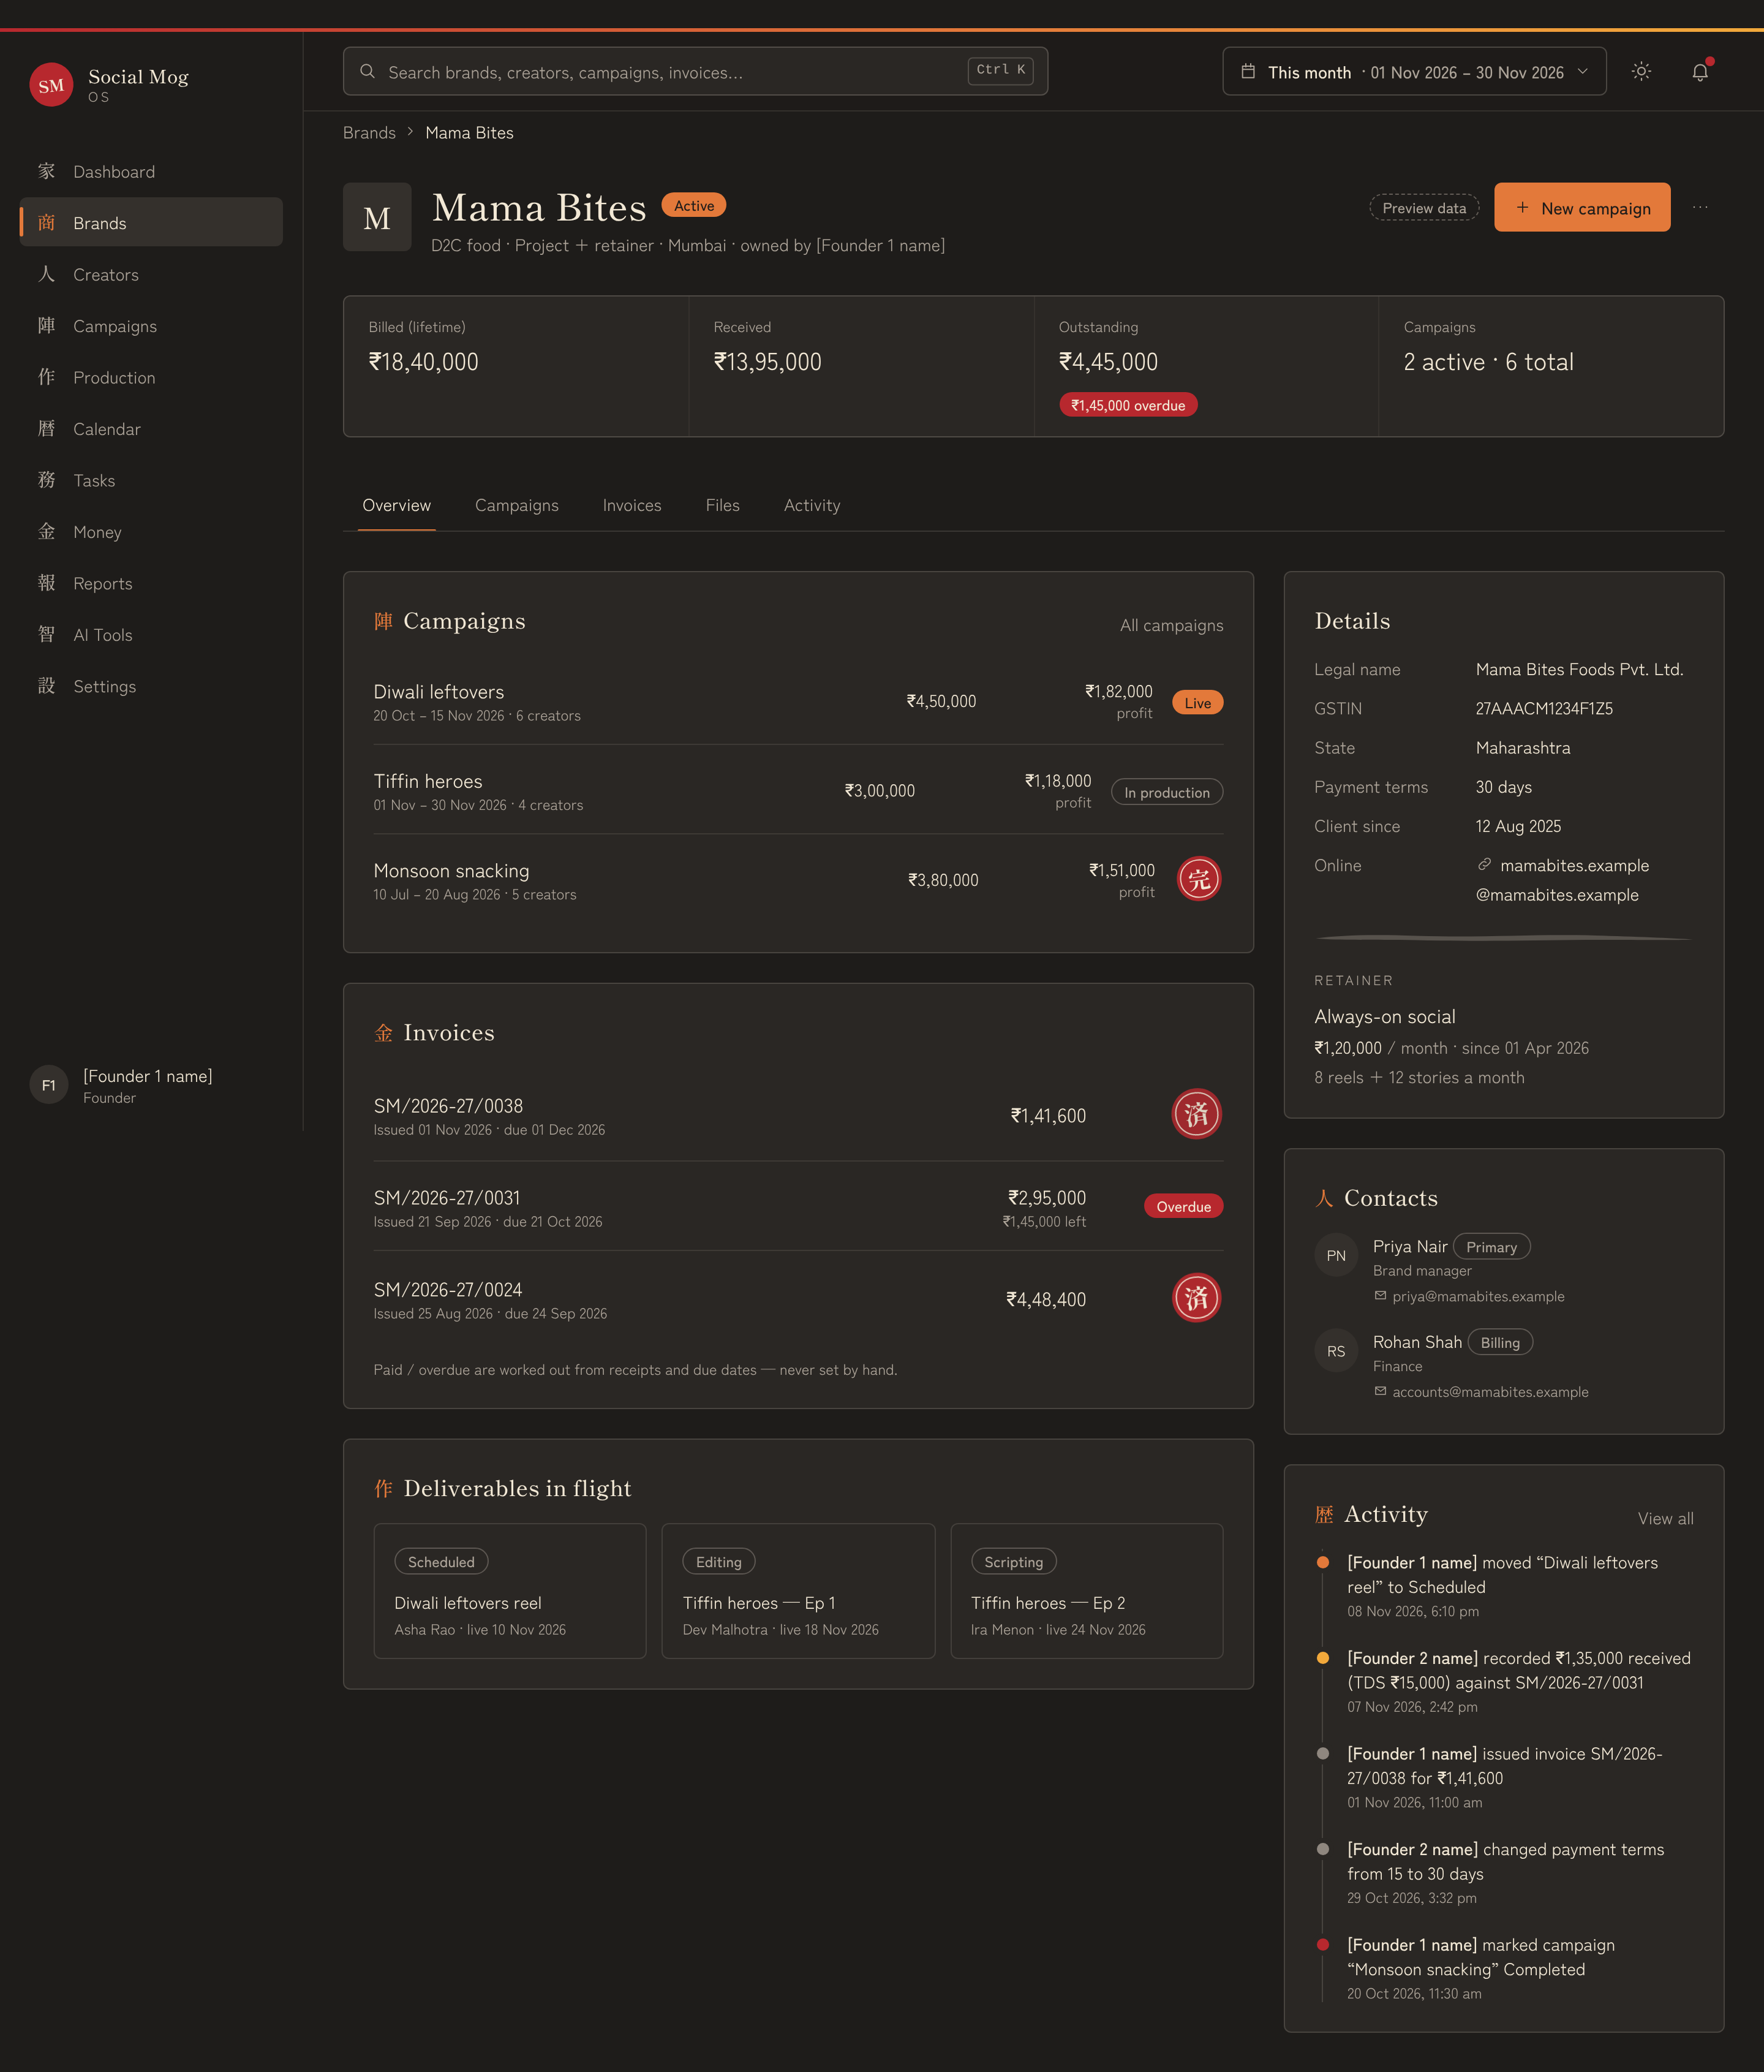 SM
Social Mog
OS
家 Dashboard
商 Brands
人 Creators
陣 Campaigns
作 Production
暦 Calendar
務 Tasks
金 Money
報 Reports
智 AI Tools
設 Settings
F1
[Founder 1 name]
Founder
Search brands, creators, campaigns, invoices... Ctrl K
This month · 01 Nov 2026 – 30 Nov 2026
Brands > Mama Bites
M
Mama Bites Active
D2C food · Project + retainer · Mumbai · owned by [Founder 1 name]
Preview data
+ New campaign
...
Billed (lifetime)
₹18,40,000
Received
₹13,95,000
Outstanding
₹4,45,000
₹1,45,000 overdue
Campaigns
2 active · 6 total
Overview Campaigns Invoices Files Activity
陣 Campaigns All campaigns
Diwali leftovers
20 Oct – 15 Nov 2026 · 6 creators
₹4,50,000
₹1,82,000
profit
Live
Tiffin heroes
01 Nov – 30 Nov 2026 · 4 creators
₹3,00,000
₹1,18,000
profit
In production
Monsoon snacking
10 Jul – 20 Aug 2026 · 5 creators
₹3,80,000
₹1,51,000
profit
完
金 Invoices
SM/2026-27/0038
Issued 01 Nov 2026 · due 01 Dec 2026
₹1,41,600
済
SM/2026-27/0031
Issued 21 Sep 2026 · due 21 Oct 2026
₹2,95,000
₹1,45,000 left
Overdue
SM/2026-27/0024
Issued 25 Aug 2026 · due 24 Sep 2026
₹4,48,400
済
Paid / overdue are worked out from receipts and due dates — never set by hand.
作 Deliverables in flight
Scheduled
Diwali leftovers reel
Asha Rao · live 10 Nov 2026
Editing
Tiffin heroes — Ep 1
Dev Malhotra · live 18 Nov 2026
Scripting
Tiffin heroes — Ep 2
Ira Menon · live 24 Nov 2026
Details
Legal name Mama Bites Foods Pvt. Ltd.
GSTIN 27AAACM1234F1Z5
State Maharashtra
Payment terms 30 days
Client since 12 Aug 2025
Online mamabites.example
@mamabites.example
RETAINER
Always-on social
₹1,20,000 / month · since 01 Apr 2026
8 reels + 12 stories a month
人 Contacts
PN
Priya Nair Primary
Brand manager
priya@mamabites.example
RS
Rohan Shah Billing
Finance
accounts@mamabites.example
歴 Activity View all
[Founder 1 name] moved “Diwali leftovers
reel” to Scheduled
08 Nov 2026, 6:10 pm
[Founder 2 name] recorded ₹1,35,000 received
(TDS ₹15,000) against SM/2026-27/0031
07 Nov 2026, 2:42 pm
[Founder 1 name] issued invoice SM/2026-
27/0038 for ₹1,41,600
01 Nov 2026, 11:00 am
[Founder 2 name] changed payment terms
from 15 to 30 days
29 Oct 2026, 3:32 pm
[Founder 1 name] marked campaign
“Monsoon snacking” Completed
20 Oct 2026, 11:30 am